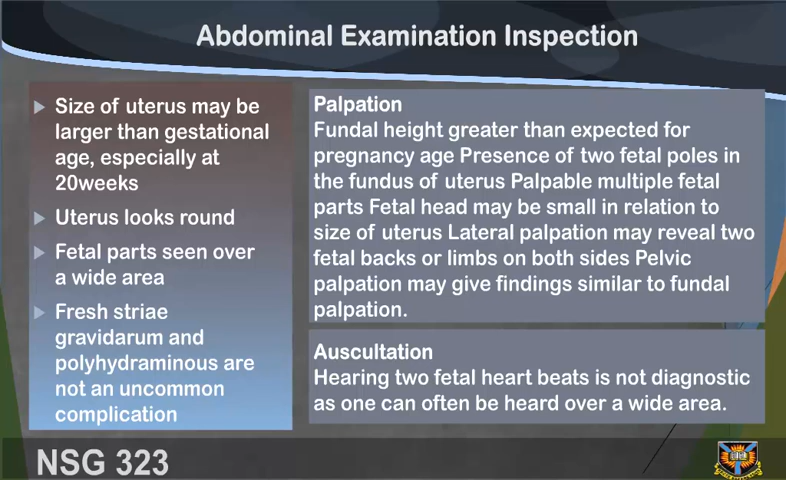 Abdominal Examination Inspection
Size of uterus may be
larger than gestational
age, especially at
20weeks
Uterus looks round
Fetal parts seen over
a wide area
Fresh striae
gravidarum and
polyhydraminous are
not an uncommon
complication
Palpation
Fundal height greater than expected for
pregnancy age Presence of two fetal poles in
the fundus of uterus Palpable multiple fetal
parts Fetal head may be small in relation to
size of uterus Lateral palpation may reveal two
fetal backs or limbs on both sides Pelvic
palpation may give findings similar to fundal
palpation.
Auscultation
Hearing two fetal heart beats is not diagnostic
as one can often be heard over a wide area.
NSG 323